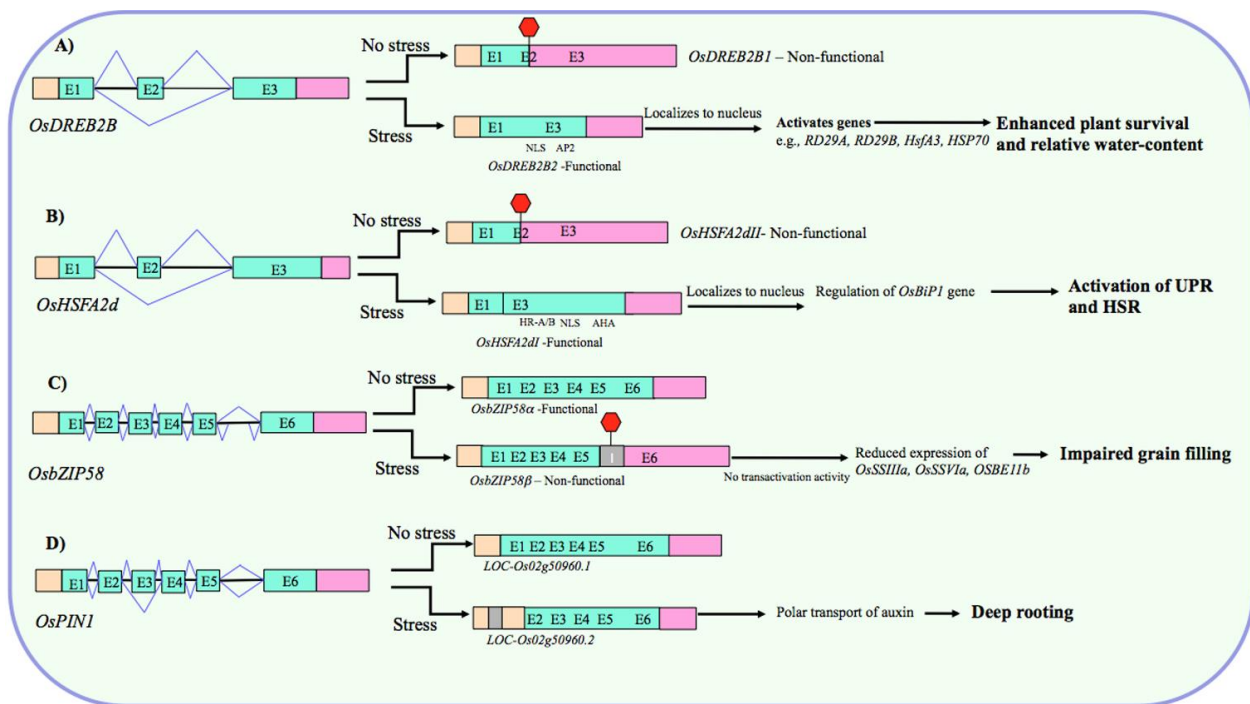 A)
E1 E2 E3
OsDREB2B
No stress
E1 E2 E3
OsDREB2B1 – Non-functional
Stress
E1 E3
NLS AP2
OsDREB2B2 -Functional
Localizes to nucleus
Activates genes
e.g., RD29A, RD29B, HsfA3, HSP70
Enhanced plant survival
and relative water-content
B)
E1 E2 E3
OsHSFA2d
No stress
E1 E2 E3
OsHSFA2dII- Non-functional
Stress
E1 E3
HR-A/B NLS AHA
OsHSFA2dI -Functional
Localizes to nucleus
Regulation of OsBiP1 gene
Activation of UPR
and HSR
C)
E1 E2 E3 E4 E5 E6
OsbZIP58
No stress
E1 E2 E3 E4 E5 E6
OsbZIP58α -Functional
Stress
E1 E2 E3 E4 E5 I E6
OsbZIP58β – Non-functional
No transactivation activity
Reduced expression of
OsSSIIIa, OsSSVIa, OSBE11b
Impaired grain filling
D)
E1 E2 E3 E4 E5 E6
OsPIN1
No stress
E1 E2 E3 E4 E5 E6
LOC-Os02g50960.1
Stress
E2 E3 E4 E5 E6
LOC-Os02g50960.2
Polar transport of auxin
Deep rooting